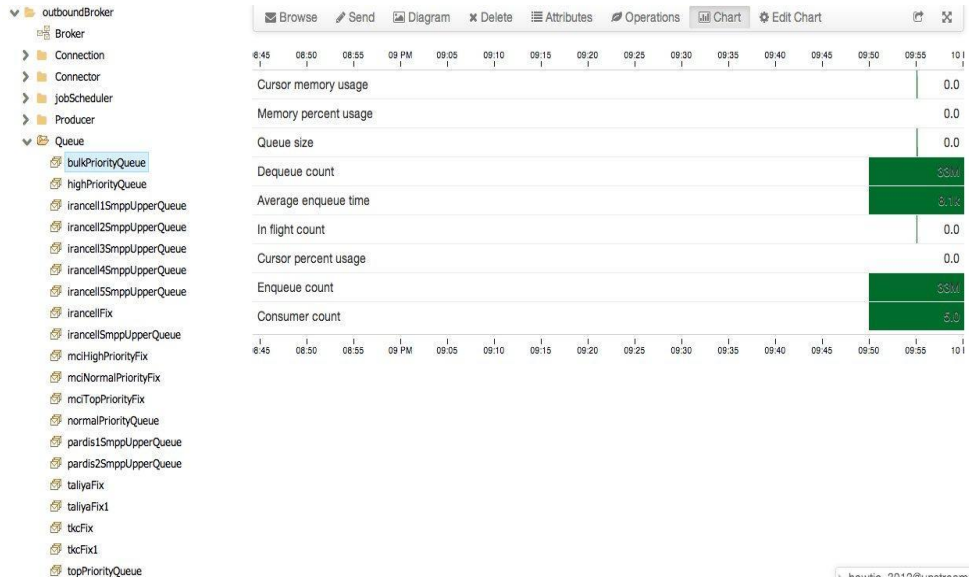 outboundBroker
Broker
Connection
Connector
jobScheduler
Producer
Queue
bulkPriorityQueue
highPriorityQueue
irancell1SmppUpperQueue
irancell2SmppUpperQueue
irancell3SmppUpperQueue
irancell4SmppUpperQueue
irancell5SmppUpperQueue
irancellFix
irancellSmppUpperQueue
mciHighPriorityFix
mciNormalPriorityFix
mciTopPriorityFix
normalPriorityQueue
pardis1SmppUpperQueue
pardis2SmppUpperQueue
taliyaFix
taliyaFix1
tkcFix
tkcFix1
topPriorityQueue
Browse Send Diagram Delete Attributes Operations Chart Edit Chart
8:45 08:50 08:55 09 PM 09:05 09:10 09:15 09:20 09:25 09:30 09:35 09:40 09:45 09:50 09:55 10
Cursor memory usage 0.0
Memory percent usage 0.0
Queue size 0.0
Dequeue count 33M
Average enqueue time 8.1k
In flight count 0.0
Cursor percent usage 0.0
Enqueue count 33M
Consumer count 5.0
8:45 08:50 08:55 09 PM 09:05 09:10 09:15 09:20 09:25 09:30 09:35 09:40 09:45 09:50 09:55 10